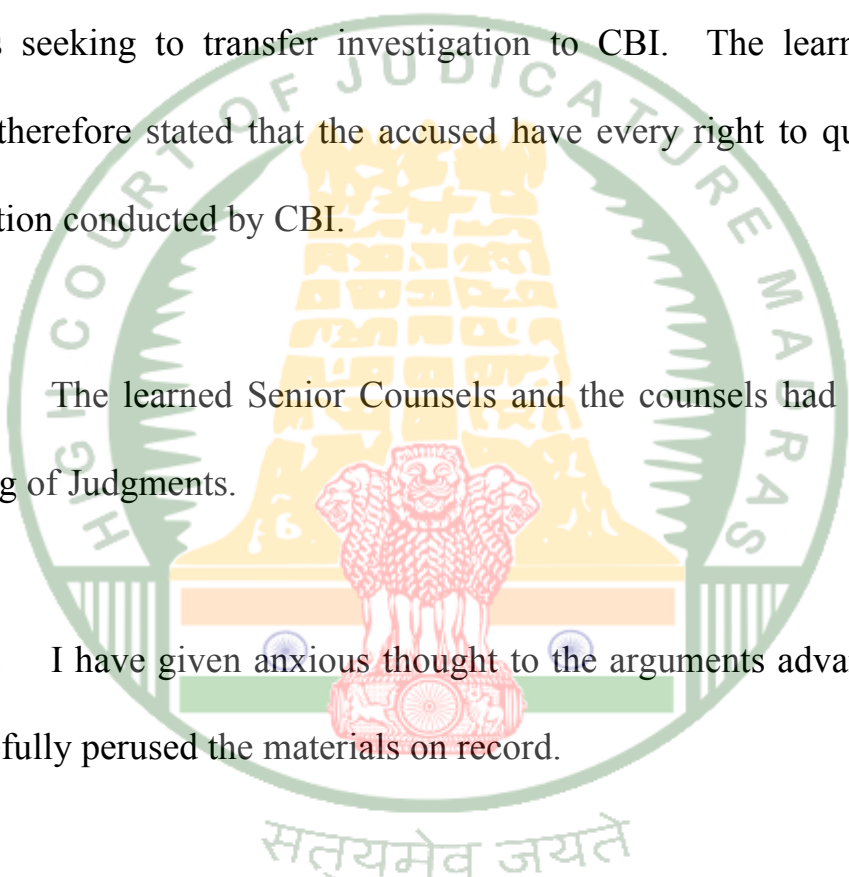 s seeking to transfer investigation to CBI. The learn
therefore stated that the accused have every right to qu
tion conducted by CBI.
The learned Senior Counsels and the counsels had
g of Judgments.
I have given anxious thought to the arguments adva
fully perused the materials on record.
HIGH COURT OF JUDICATURE MADRAS
सत्यमेव जयते